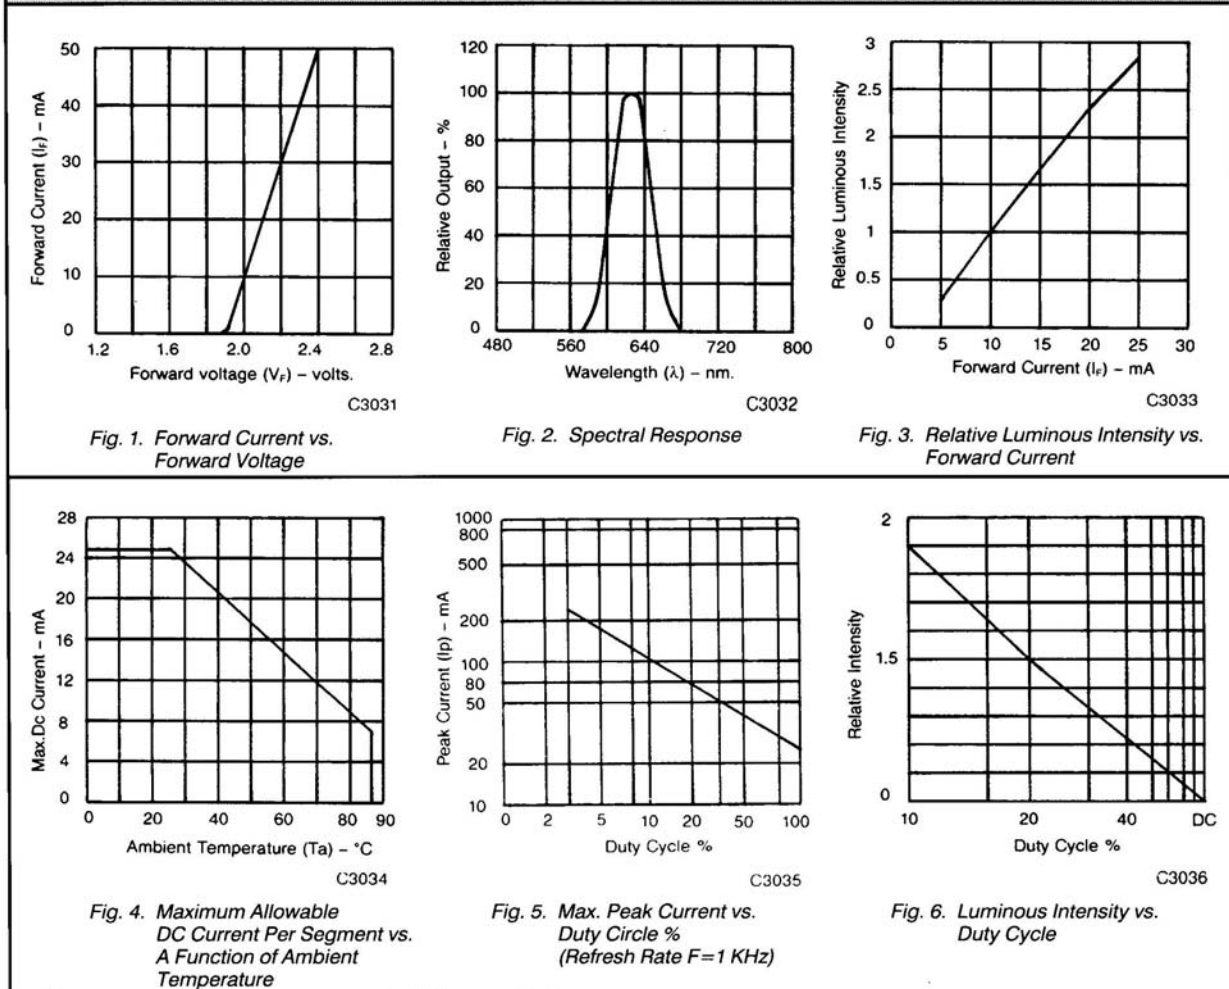 50
40
30
20
10
0
Forward Current (IF) – mA
1.2 1.6 2.0 2.4 2.8
Forward voltage (VF) – volts.
C3031
Fig. 1. Forward Current vs.
Forward Voltage
120
100
80
60
40
20
0
Relative Output – %
480 560 640 720 800
Wavelength (λ) – nm.
C3032
Fig. 2. Spectral Response
3
2.5
2
1.5
1
0.5
0
Relative Luminous Intensity
0 5 10 15 20 25 30
Forward Current (IF) – mA
C3033
Fig. 3. Relative Luminous Intensity vs.
Forward Current
28
24
20
16
12
8
4
0
Max.Dc Current – mA
0 20 40 60 80 90
Ambient Temperature (Ta) – °C
C3034
Fig. 4. Maximum Allowable
DC Current Per Segment vs.
A Function of Ambient
Temperature
1000
800
500
200
100
80
50
20
10
Peak Current (Ip) – mA
0 2 5 10 20 50 100
Duty Cycle %
C3035
Fig. 5. Max. Peak Current vs.
Duty Circle %
(Refresh Rate F=1 KHz)
2
1.5
0
Relative Intensity
10 20 40 DC
Duty Cycle %
C3036
Fig. 6. Luminous Intensity vs.
Duty Cycle